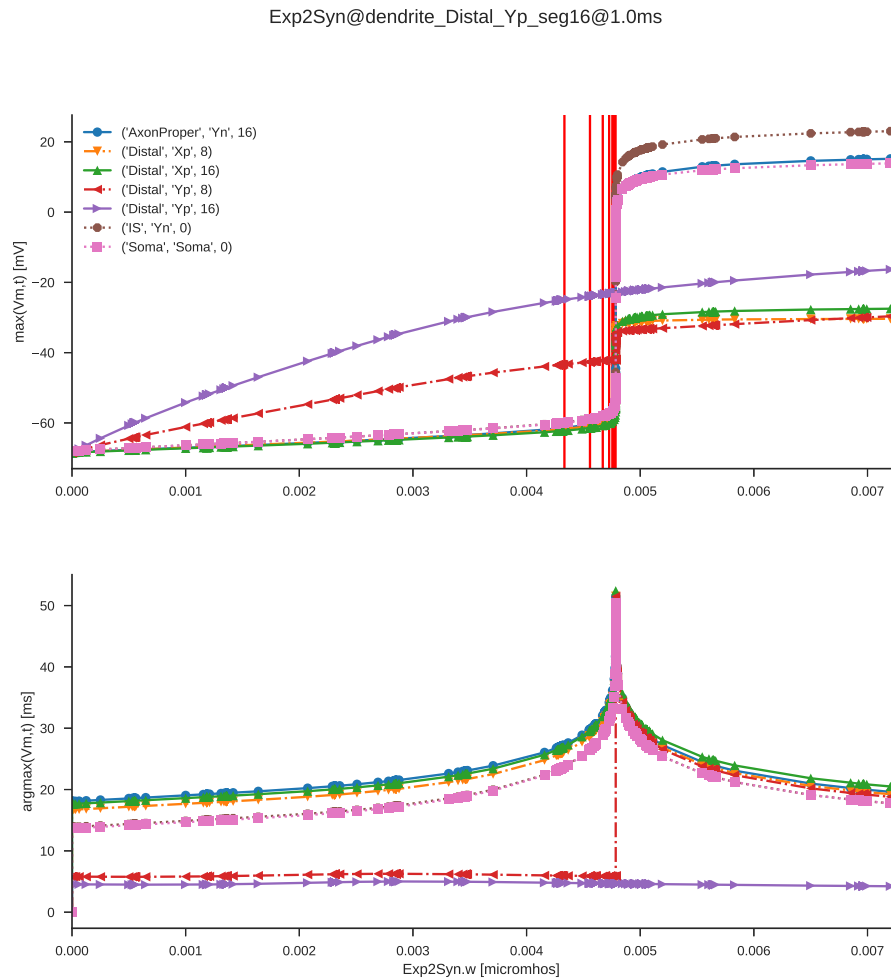 Exp2Syn@dendrite_Distal_Yp_seg16@1.0ms
('AxonProper', 'Yn', 16)
('Distal', 'Xp', 8)
('Distal', 'Xp', 16)
('Distal', 'Yp', 8)
('Distal', 'Yp', 16)
('IS', 'Yn', 0)
('Soma', 'Soma', 0)
max(Vm,t) [mV]
20
0
−20
−40
−60
0.000 0.001 0.002 0.003 0.004 0.005 0.006 0.007
argmax(Vm,t) [ms]
50
40
30
20
10
0
0.000 0.001 0.002 0.003 0.004 0.005 0.006 0.007
Exp2Syn.w [micromhos]